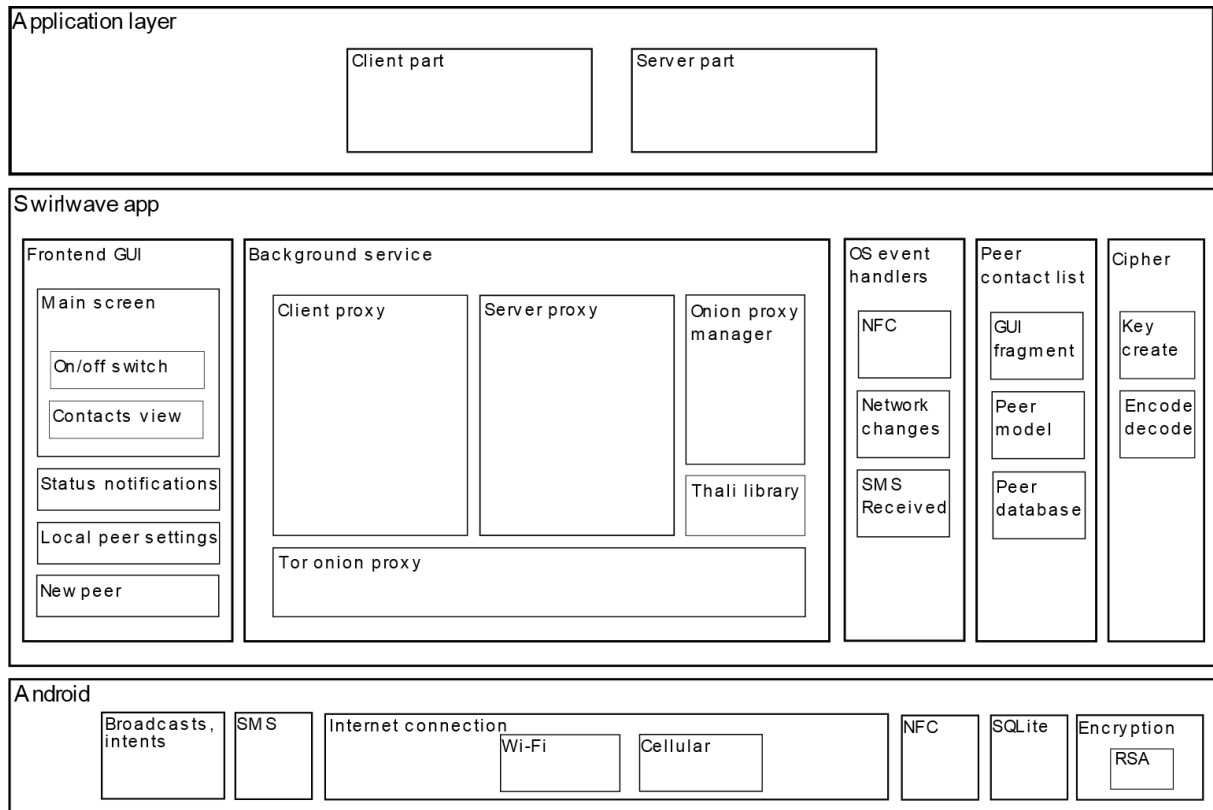 Application layer
Client part
Server part
Swirlwave app
Frontend GUI
Main screen
On/off switch
Contacts view
Status notifications
Local peer settings
New peer
Background service
Client proxy
Server proxy
Onion proxy
manager
Thali library
Tor onion proxy
OS event
handlers
NFC
Network
changes
SMS
Received
Peer
contact list
GUI
fragment
Peer
model
Peer
database
Cipher
Key
create
Encode
decode
Android
Broadcasts,
intents
SMS
Internet connection
Wi-Fi
Cellular
NFC
SQLite
Encryption
RSA